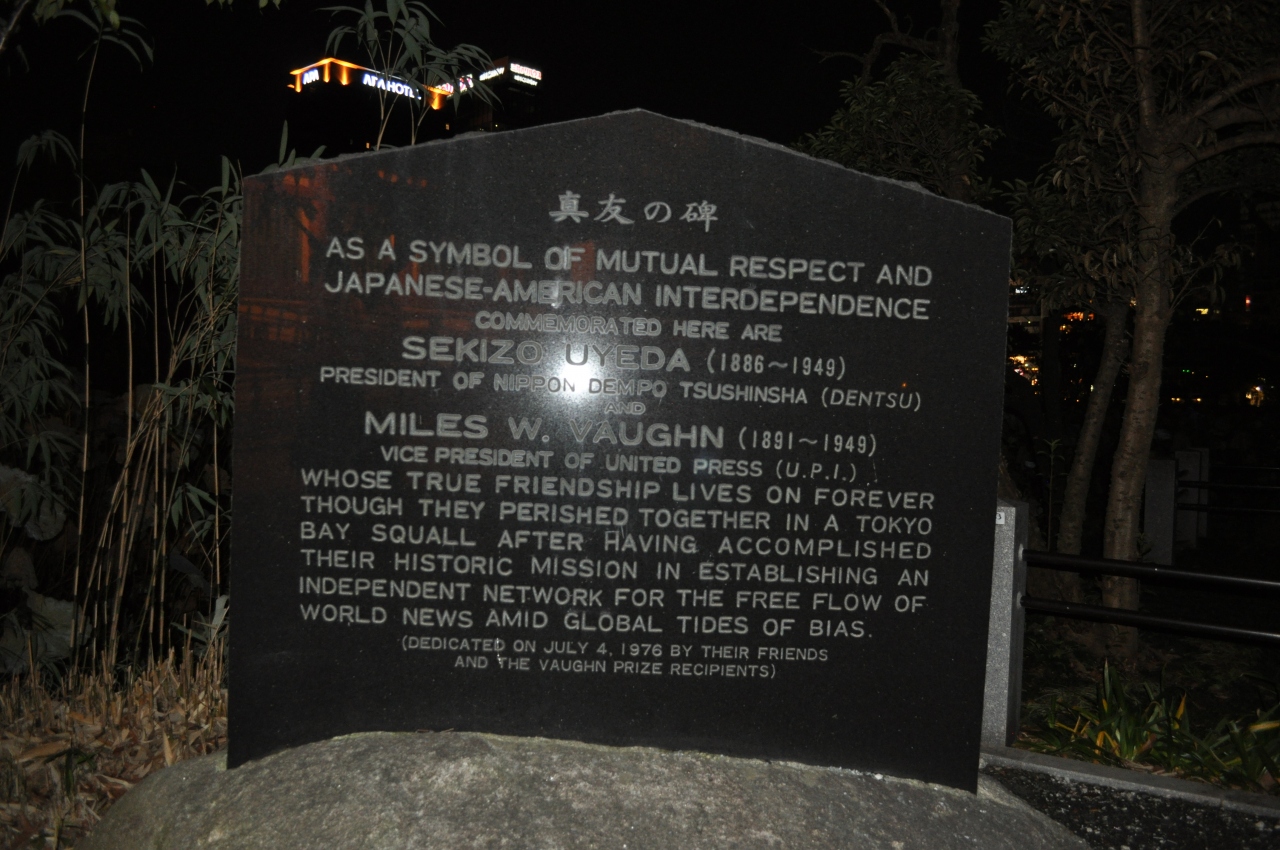 APA
APA HOTEL
真友の碑
AS A SYMBOL OF MUTUAL RESPECT AND
JAPANESE-AMERICAN INTERDEPENDENCE
COMMEMORATED HERE ARE
SEKIZO UYEDA (1886~1949)
PRESIDENT OF NIPPON DEMPO TSUSHINSHA (DENTSU)
AND
MILES W. VAUGHN (1891~1949)
VICE PRESIDENT OF UNITED PRESS (U.P.I.)
WHOSE TRUE FRIENDSHIP LIVES ON FOREVER
THOUGH THEY PERISHED TOGETHER IN A TOKYO
BAY SQUALL AFTER HAVING ACCOMPLISHED
THEIR HISTORIC MISSION IN ESTABLISHING AN
INDEPENDENT NETWORK FOR THE FREE FLOW OF
WORLD NEWS AMID GLOBAL TIDES OF BIAS.
(DEDICATED ON JULY 4, 1976 BY THEIR FRIENDS
AND THE VAUGHN PRIZE RECIPIENTS)